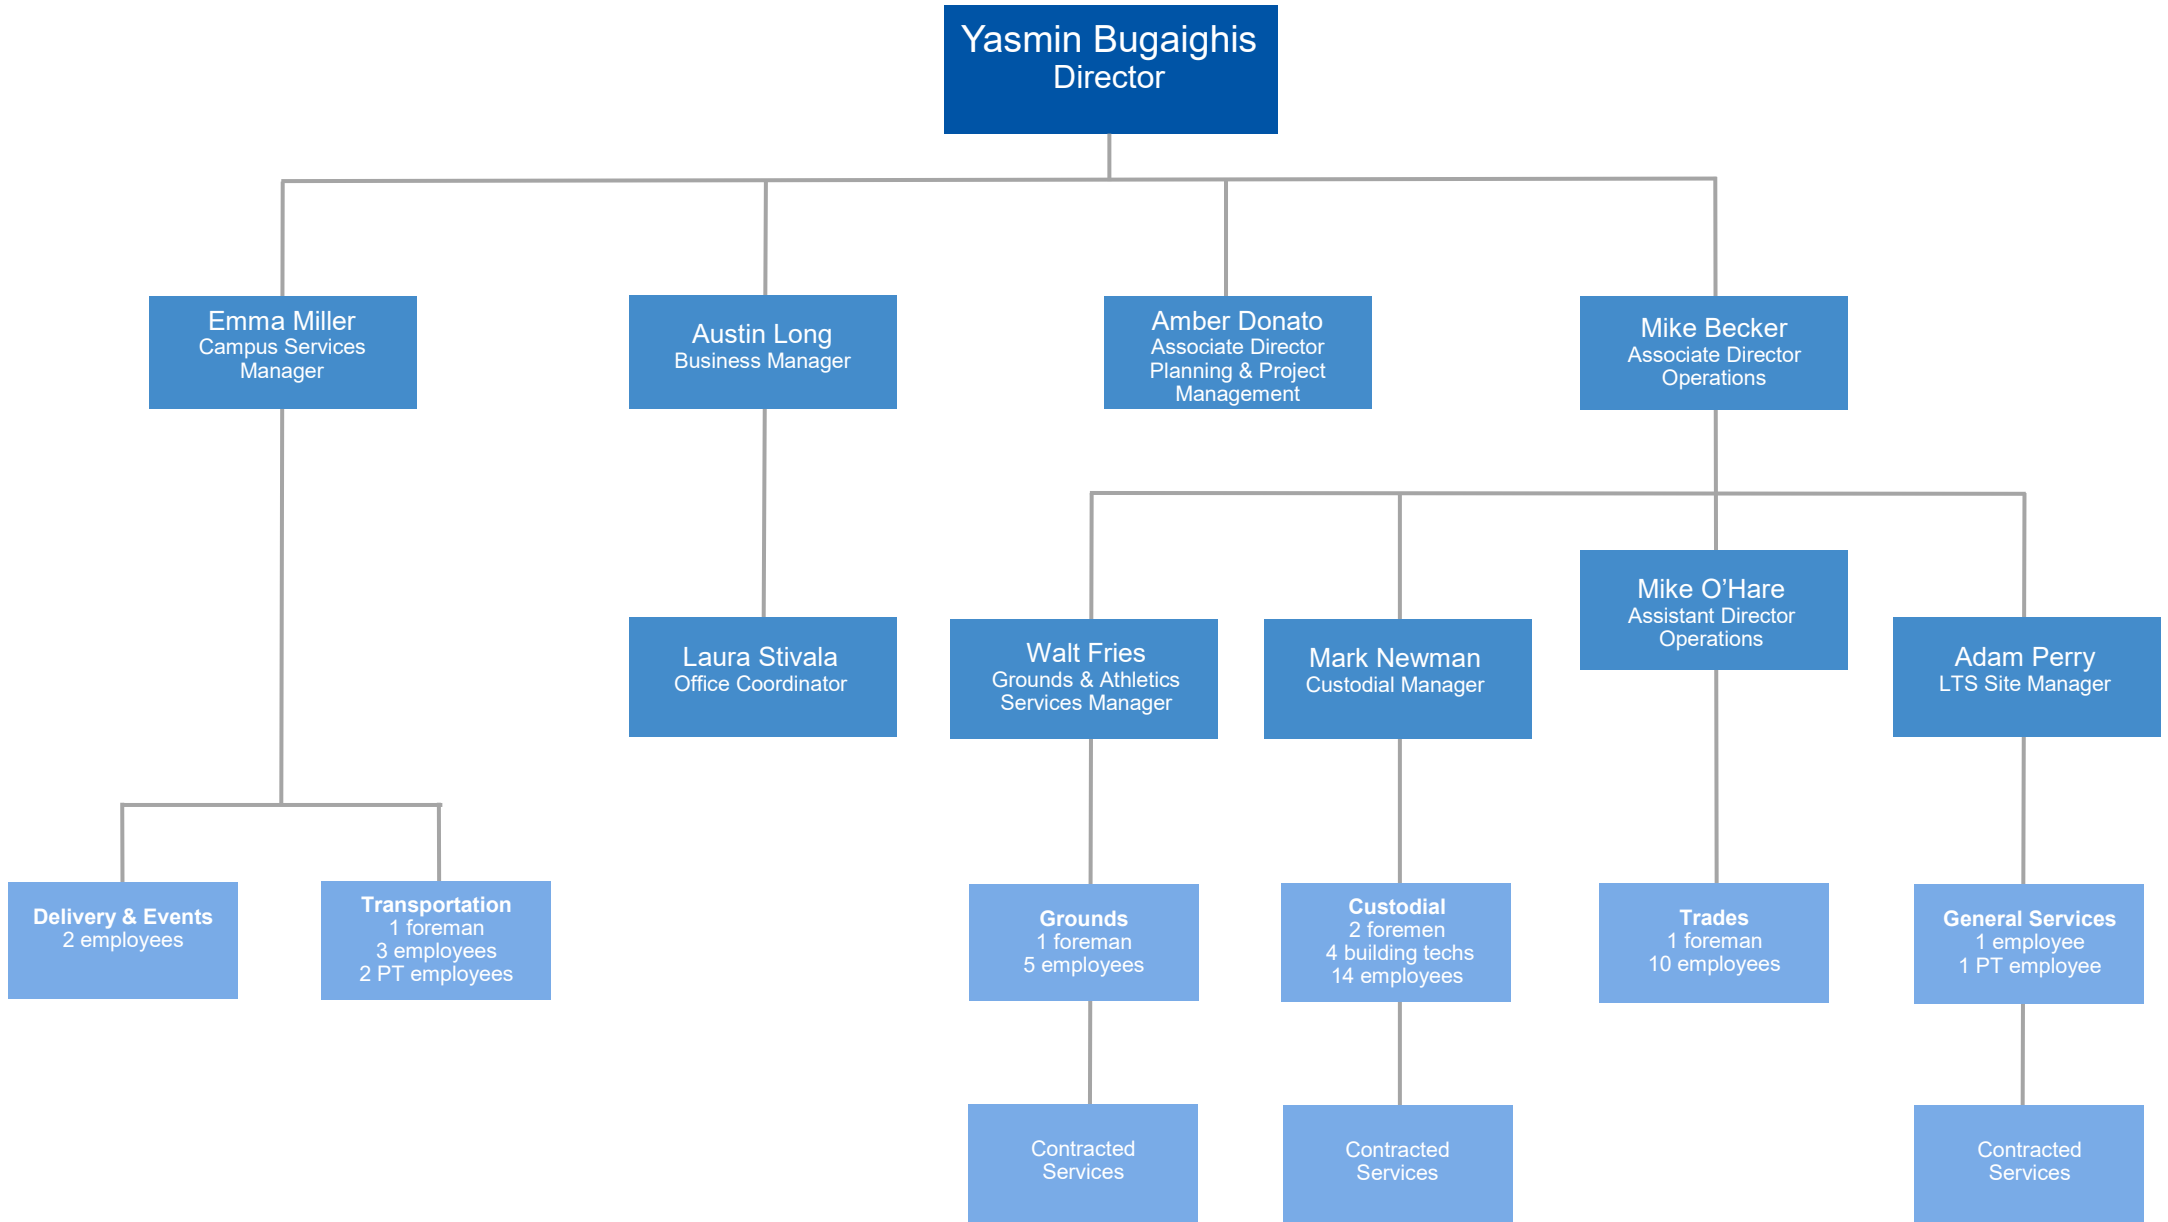 Yasmin Bugaighis
Director
Emma Miller
Campus Services
Manager
Austin Long
Business Manager
Amber Donato
Associate Director
Planning & Project
Management
Mike Becker
Associate Director
Operations
Mike O’Hare
Assistant Director
Operations
Laura Stivala
Office Coordinator
Walt Fries
Grounds & Athletics
Services Manager
Mark Newman
Custodial Manager
Adam Perry
LTS Site Manager
Delivery & Events
2 employees
Transportation
1 foreman
3 employees
2 PT employees
Grounds
1 foreman
5 employees
Custodial
2 foremen
4 building techs
14 employees
Trades
1 foreman
10 employees
General Services
1 employee
1 PT employee
Contracted
Services
Contracted
Services
Contracted
Services